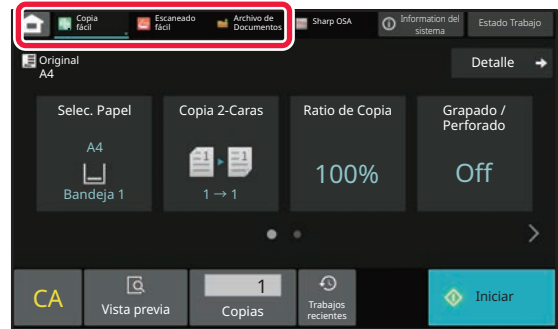 Copia
fácil
Escaneado
fácil
Archivo de
Documentos
Sharp OSA
Information del
sistema
Estado Trabajo
Original
A4
Detalle
Selec. Papel
A4
Bandeja 1
Copia 2-Caras
1 1
1 → 1
Ratio de Copia
100%
Grapado /
Perforado
Off
CA
Vista previa
1
Copias
Trabajos
recientes
Iniciar